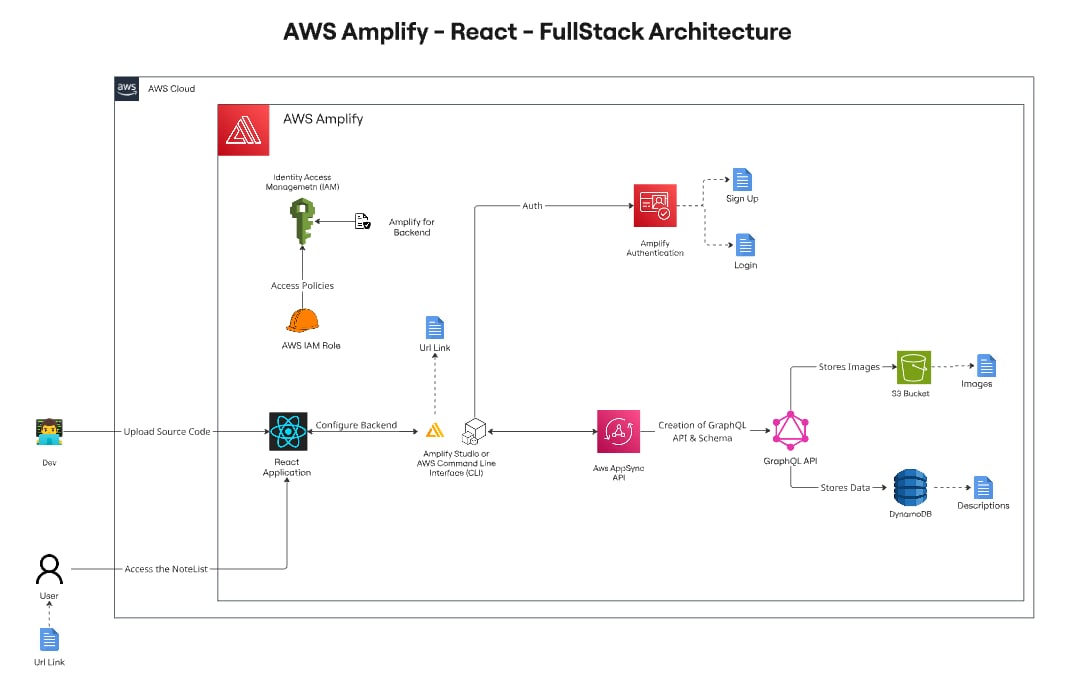 AWS Amplify - React - FullStack Architecture
aws
AWS Cloud
AWS Amplify
Identity Access
Managemetn (IAM)
Amplify for
Backend
Access Policies
AWS IAM Role
Auth
Amplify
Authentication
Sign Up
Login
Url Link
Stores Images
S3 Bucket
Images
Dev
Upload Source Code
React
Application
Configure Backend
Amplify Studio or
AWS Command Line
Interface (CLI)
Aws AppSync
API
Creation of GraphQL
API & Schema
GraphQL API
Stores Data
DynamoDB
Descriptions
User
Access the NoteList
Url Link